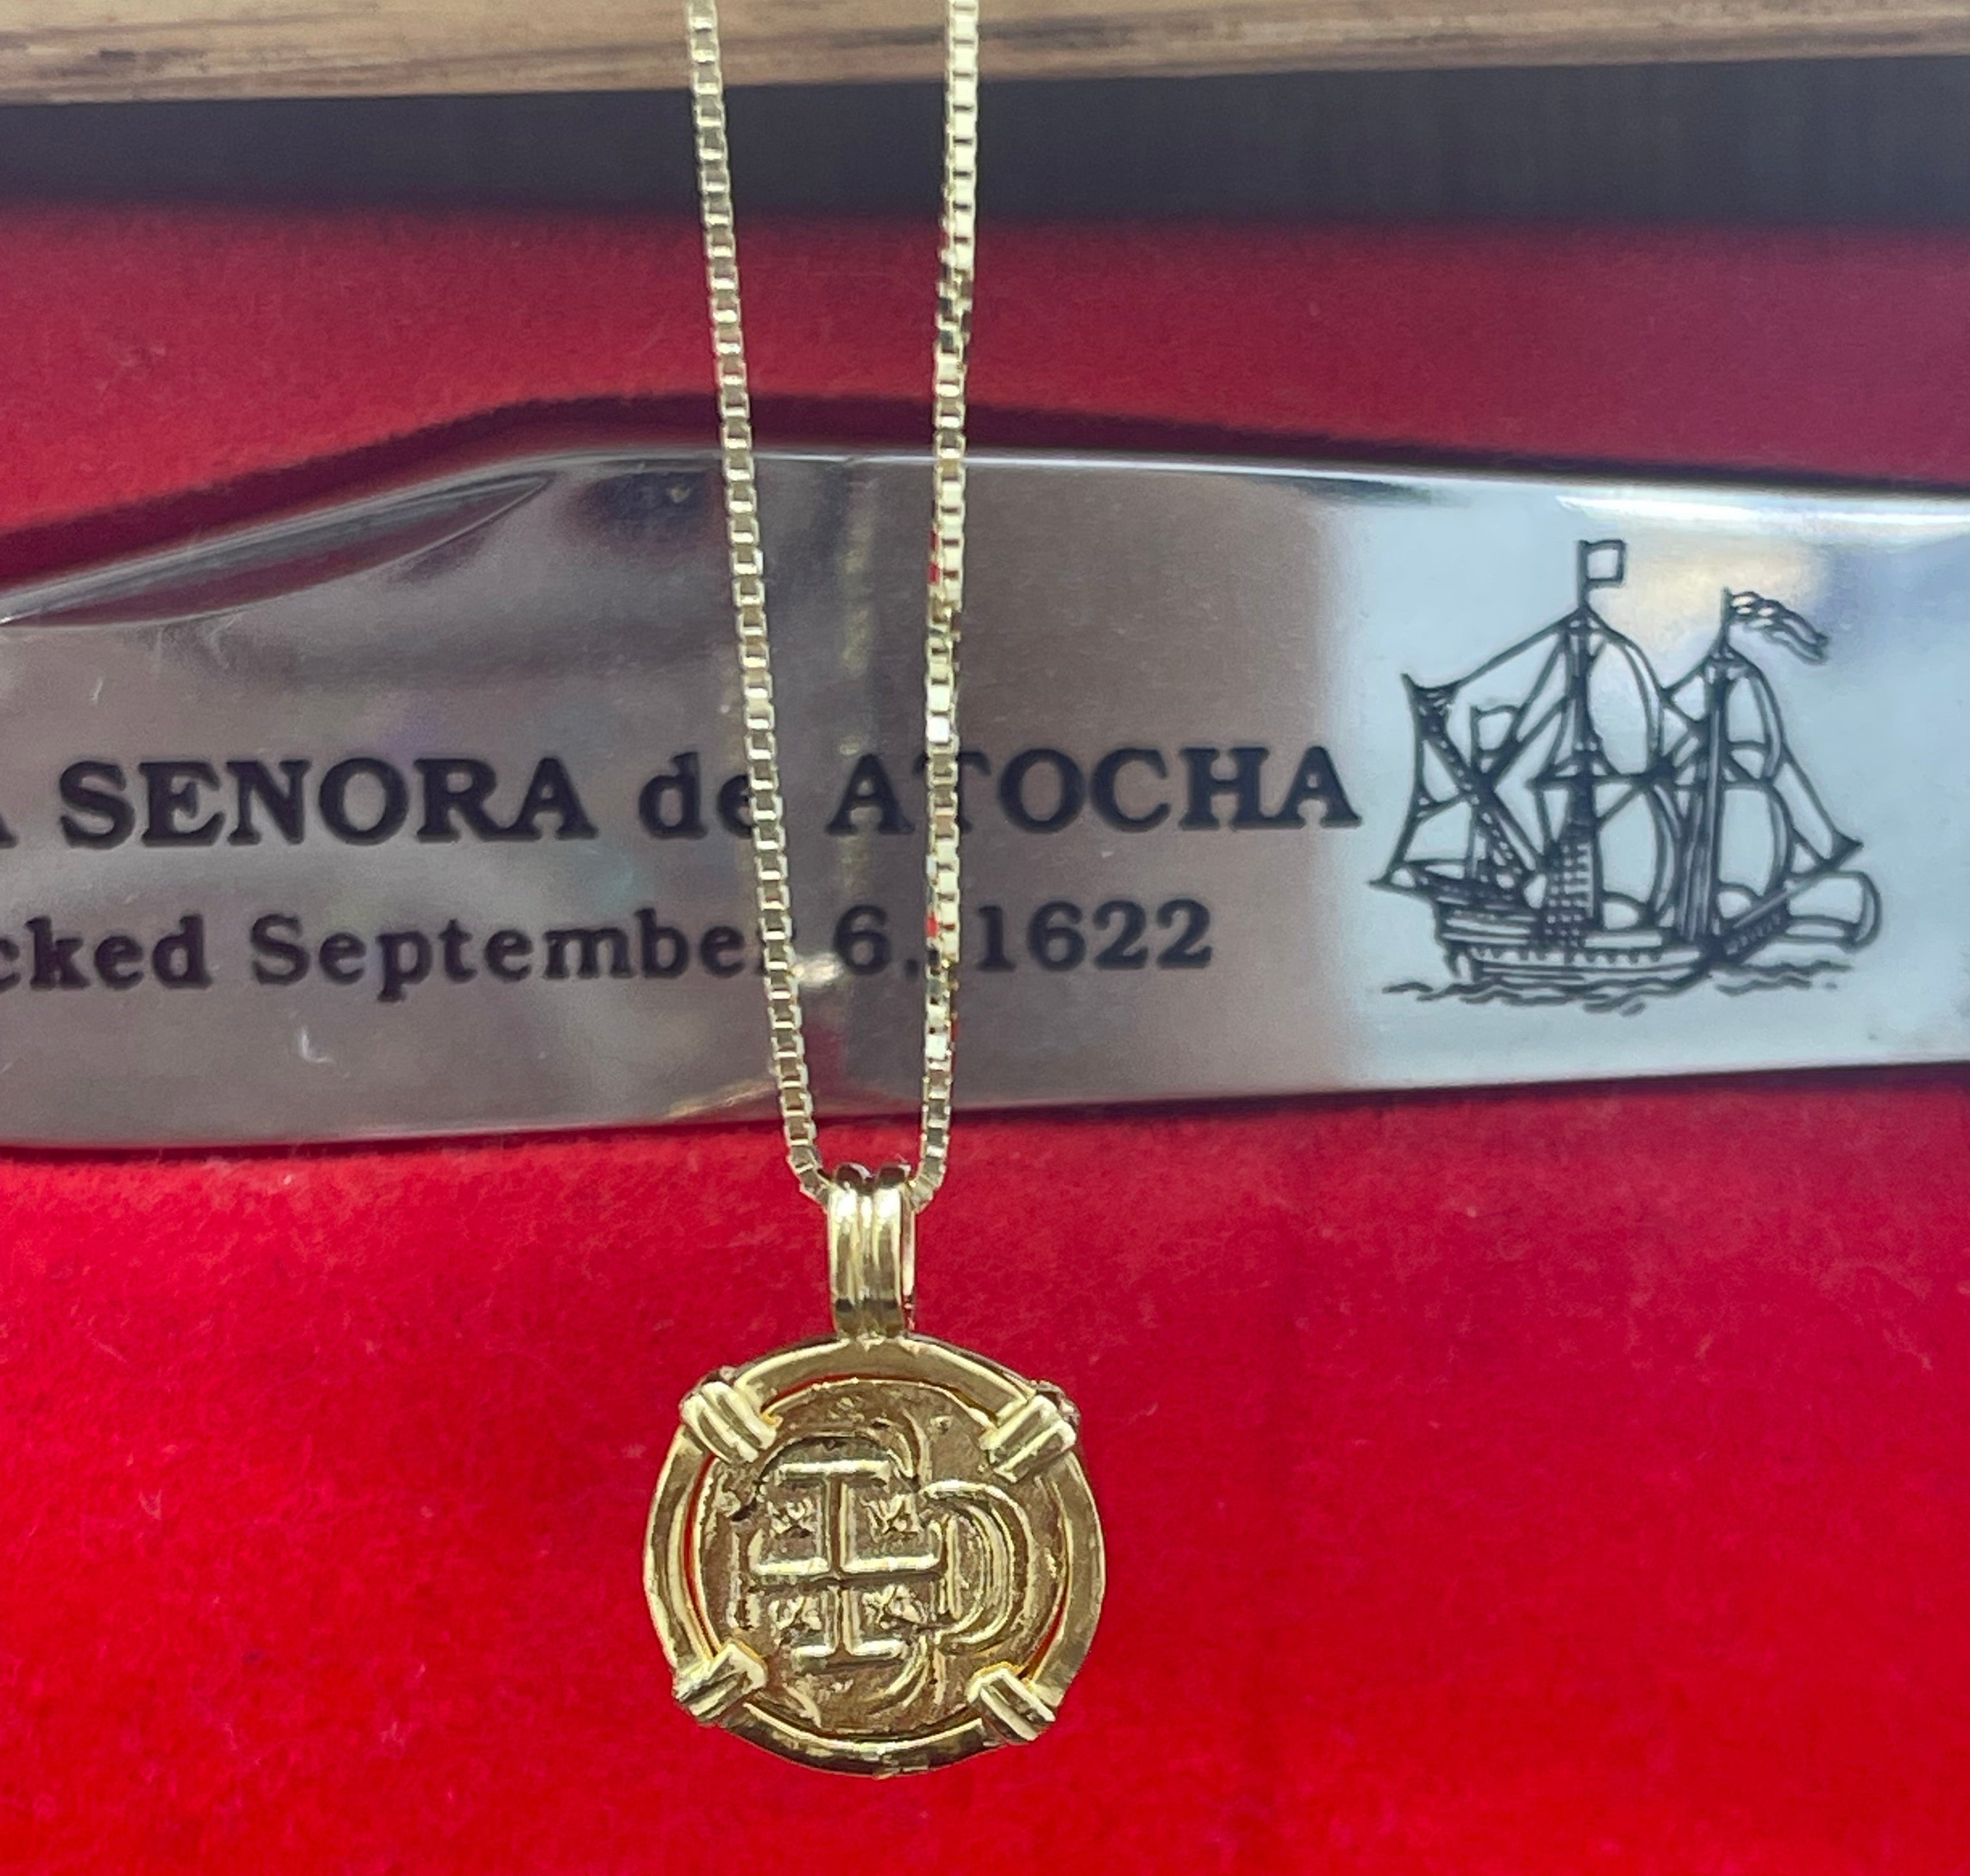 A SENORA de ATOCHA
cked September 6, 1622